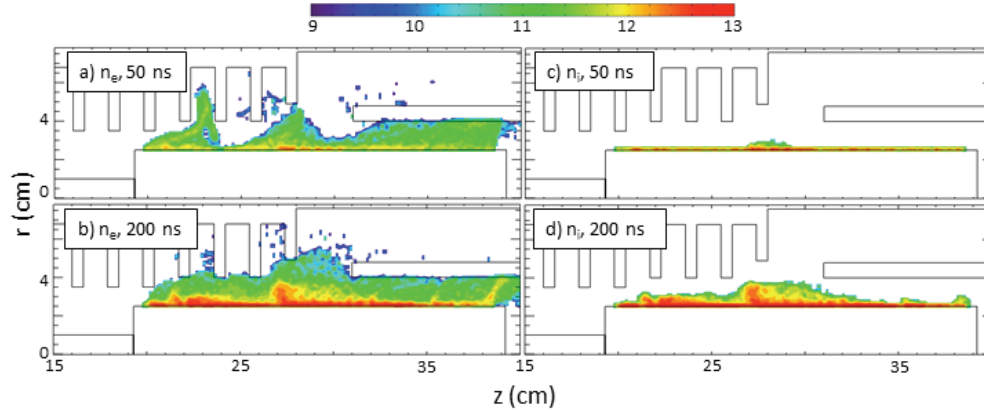 9 10 11 12 13
a) nₑ, 50 ns
c) nᵢ, 50 ns
4
0
r (cm)
b) nₑ, 200 ns
d) nᵢ, 200 ns
4
0
15 25 35 25 35
z (cm)